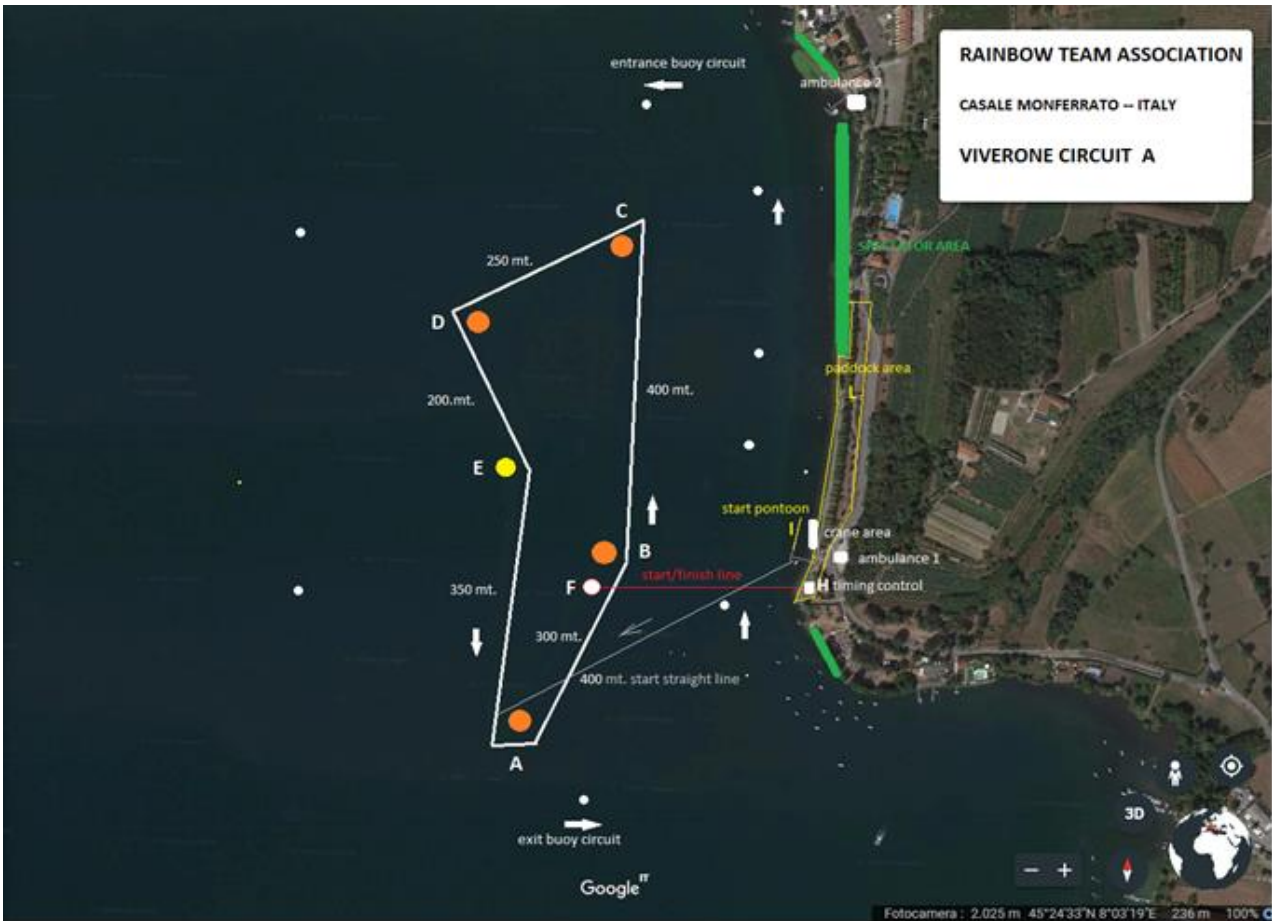 RAINBOW TEAM ASSOCIATION
CASALE MONFERRATO -- ITALY
VIVERONE CIRCUIT A
entrance buoy circuit
ambulance 2
C
250 mt.
SPECTATOR AREA
D
paddock area
L
400 mt.
200.mt.
E
start pontoon
I
crane area
B
ambulance 1
start/finish line
F
H timing control
350 mt.
300 mt.
400 mt. start straight line
A
exit buoy circuit
3D
Google IT
Fotocamera : 2.025 m 45°24'33"N 8°03'19"E 236 m 100%